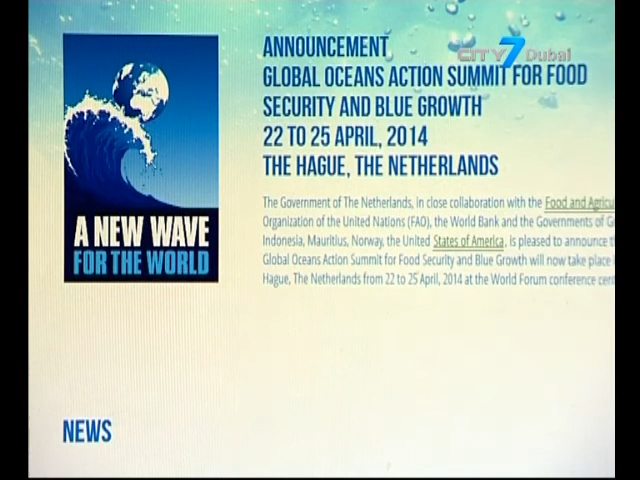 CITY7 Dubai
ANNOUNCEMENT
GLOBAL OCEANS ACTION SUMMIT FOR FOOD
SECURITY AND BLUE GROWTH
22 TO 25 APRIL, 2014
THE HAGUE, THE NETHERLANDS
The Government of The Netherlands, in close collaboration with the Food and Agricu
Organization of the United Nations (FAO), the World Bank and the Governments of G
Indonesia, Mauritius, Norway, the United States of America, is pleased to announce t
Global Oceans Action Summit for Food Security and Blue Growth will now take place
Hague, The Netherlands from 22 to 25 April, 2014 at the World Forum conference cen
A NEW WAVE
FOR THE WORLD
NEWS